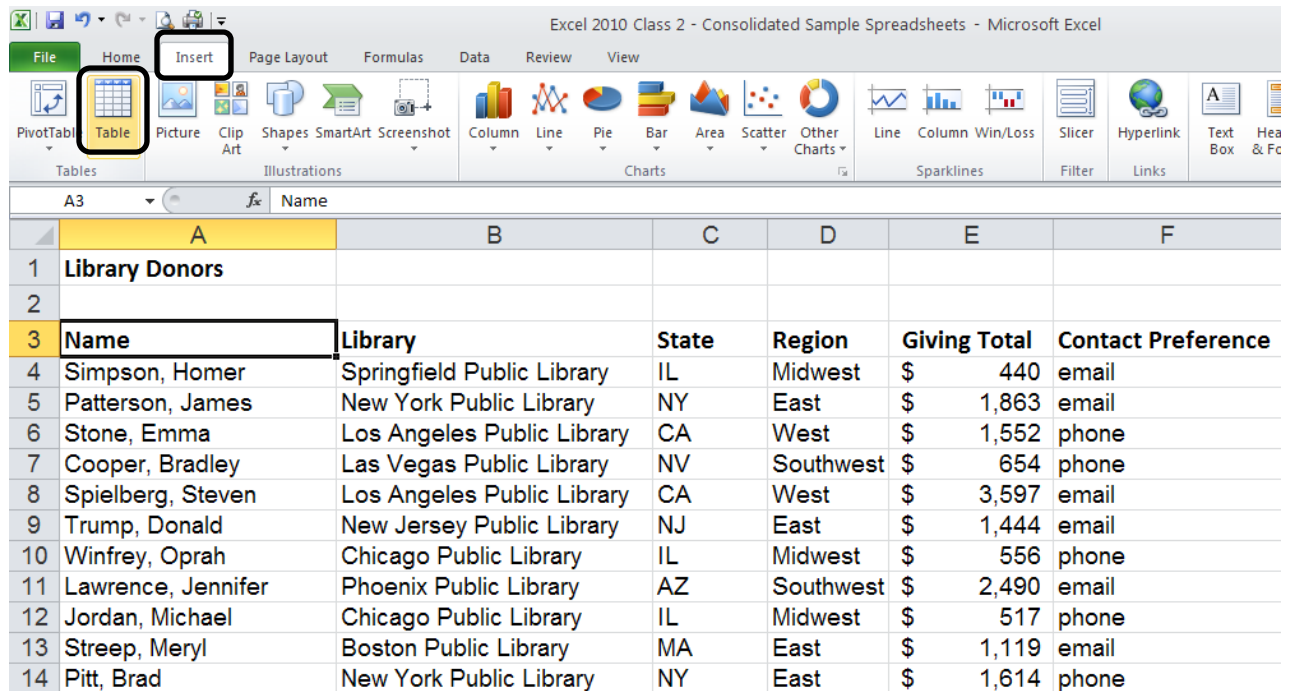 Excel 2010 Class 2 - Consolidated Sample Spreadsheets - Microsoft Excel
File Home Insert Page Layout Formulas Data Review View
PivotTable Table Picture Clip Art Shapes SmartArt Screenshot Column Line Pie Bar Area Scatter Other Charts Line Column Win/Loss Slicer Hyperlink Text Box
Tables Illustrations Charts Sparklines Filter Links
A3 fx Name
A B C D E F
1 Library Donors
2
3 Name Library State Region Giving Total Contact Preference
4 Simpson, Homer Springfield Public Library IL Midwest $ 440 email
5 Patterson, James New York Public Library NY East $ 1,863 email
6 Stone, Emma Los Angeles Public Library CA West $ 1,552 phone
7 Cooper, Bradley Las Vegas Public Library NV Southwest $ 654 phone
8 Spielberg, Steven Los Angeles Public Library CA West $ 3,597 email
9 Trump, Donald New Jersey Public Library NJ East $ 1,444 email
10 Winfrey, Oprah Chicago Public Library IL Midwest $ 556 phone
11 Lawrence, Jennifer Phoenix Public Library AZ Southwest $ 2,490 email
12 Jordan, Michael Chicago Public Library IL Midwest $ 517 phone
13 Streep, Meryl Boston Public Library MA East $ 1,119 email
14 Pitt, Brad New York Public Library NY East $ 1,614 phone